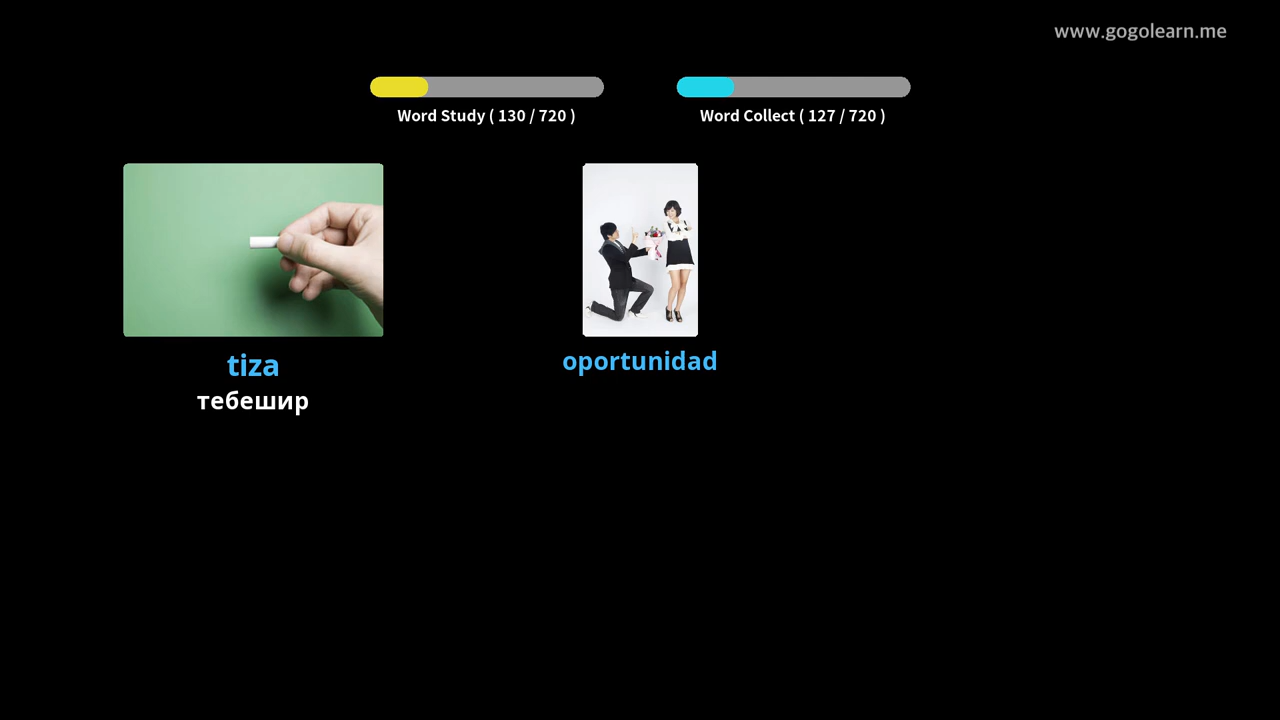 www.gogolearn.me
Word Study ( 130 / 720 )
Word Collect ( 127 / 720 )
tiza
тебешир
oportunidad